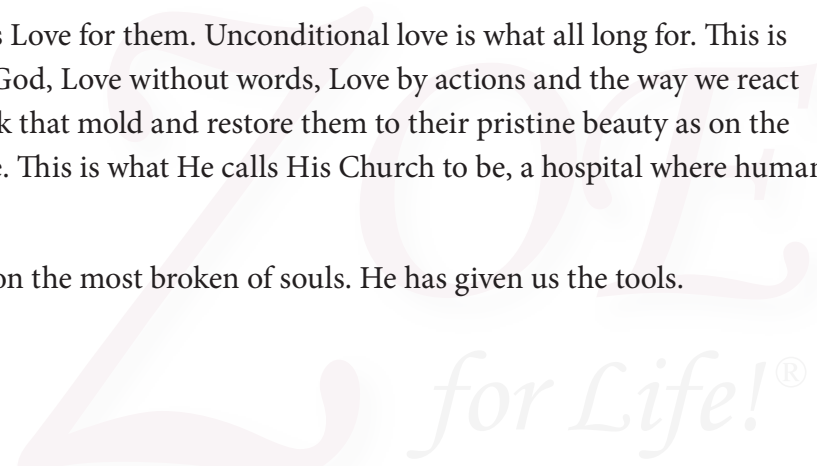 s Love for them. Unconditional love is what all long for. This is
God, Love without words, Love by actions and the way we react
k that mold and restore them to their pristine beauty as on the
e. This is what He calls His Church to be, a hospital where human
on the most broken of souls. He has given us the tools.
ZOE
for Life!®